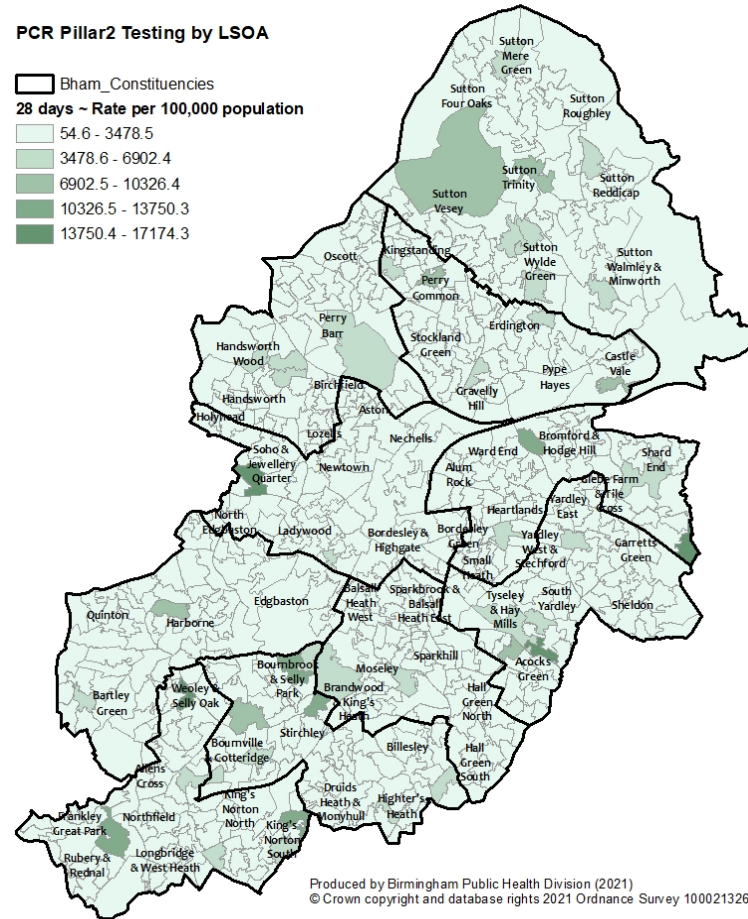 PCR Pillar2 Testing by LSOA
Bham_Constituencies
28 days ~ Rate per 100,000 population
54.6 - 3478.5
3478.6 - 6902.4
6902.5 - 10326.4
10326.5 - 13750.3
13750.4 - 17174.3
Sutton
Mere
Green
Sutton
Four Oaks
Sutton
Roughley
Sutton
Trinity
Sutton
Reddicap
Sutton
Vesey
Oscott
Kingstanding
Sutton
Wylde
Green
Sutton
Walmley &
Minworth
Perry
Common
Perry
Barr
Erdington
Stockland
Green
Handsworth
Wood
Castle
Vale
Pype
Hayes
Birchfield
Gravelly
Hill
Handsworth
Holyhead
Aston
Lozells
Nechells
Bromford &
Hodge Hill
Ward End
Shard
End
Soho &
Jewellery
Quarter
Newtown
Alum
Rock
Glebe Farm
& Tile
Cross
Yardley
East
Heartlands
North
Edgbaston
Ladywood
Bordesley &
Highgate
Bordesley
Green
Yardley
West &
Stechford
Garretts
Green
Small
Heath
Balsall
Heath
West
Sparkbrook &
Balsall
Heath East
Tyseley
& Hay
Mills
South
Yardley
Sheldon
Edgbaston
Quinton
Harborne
Bournbrook
& Selly
Park
Moseley
Sparkhill
Acocks
Green
Weoley &
Selly Oak
Brandwood
& King's
Heath
Bartley
Green
Hall
Green
North
Stirchley
Bournville
& Cotteridge
Billesley
Hall
Green
South
Allens
Cross
Druids
Heath &
Monyhull
Highter's
Heath
King's
Norton
North
King's
Norton
South
Frankley
Great Park
Northfield
Rubery &
Rednal
Longbridge
& West Heath
Produced by Birmingham Public Health Division (2021)
© Crown copyright and database rights 2021 Ordnance Survey 100021326